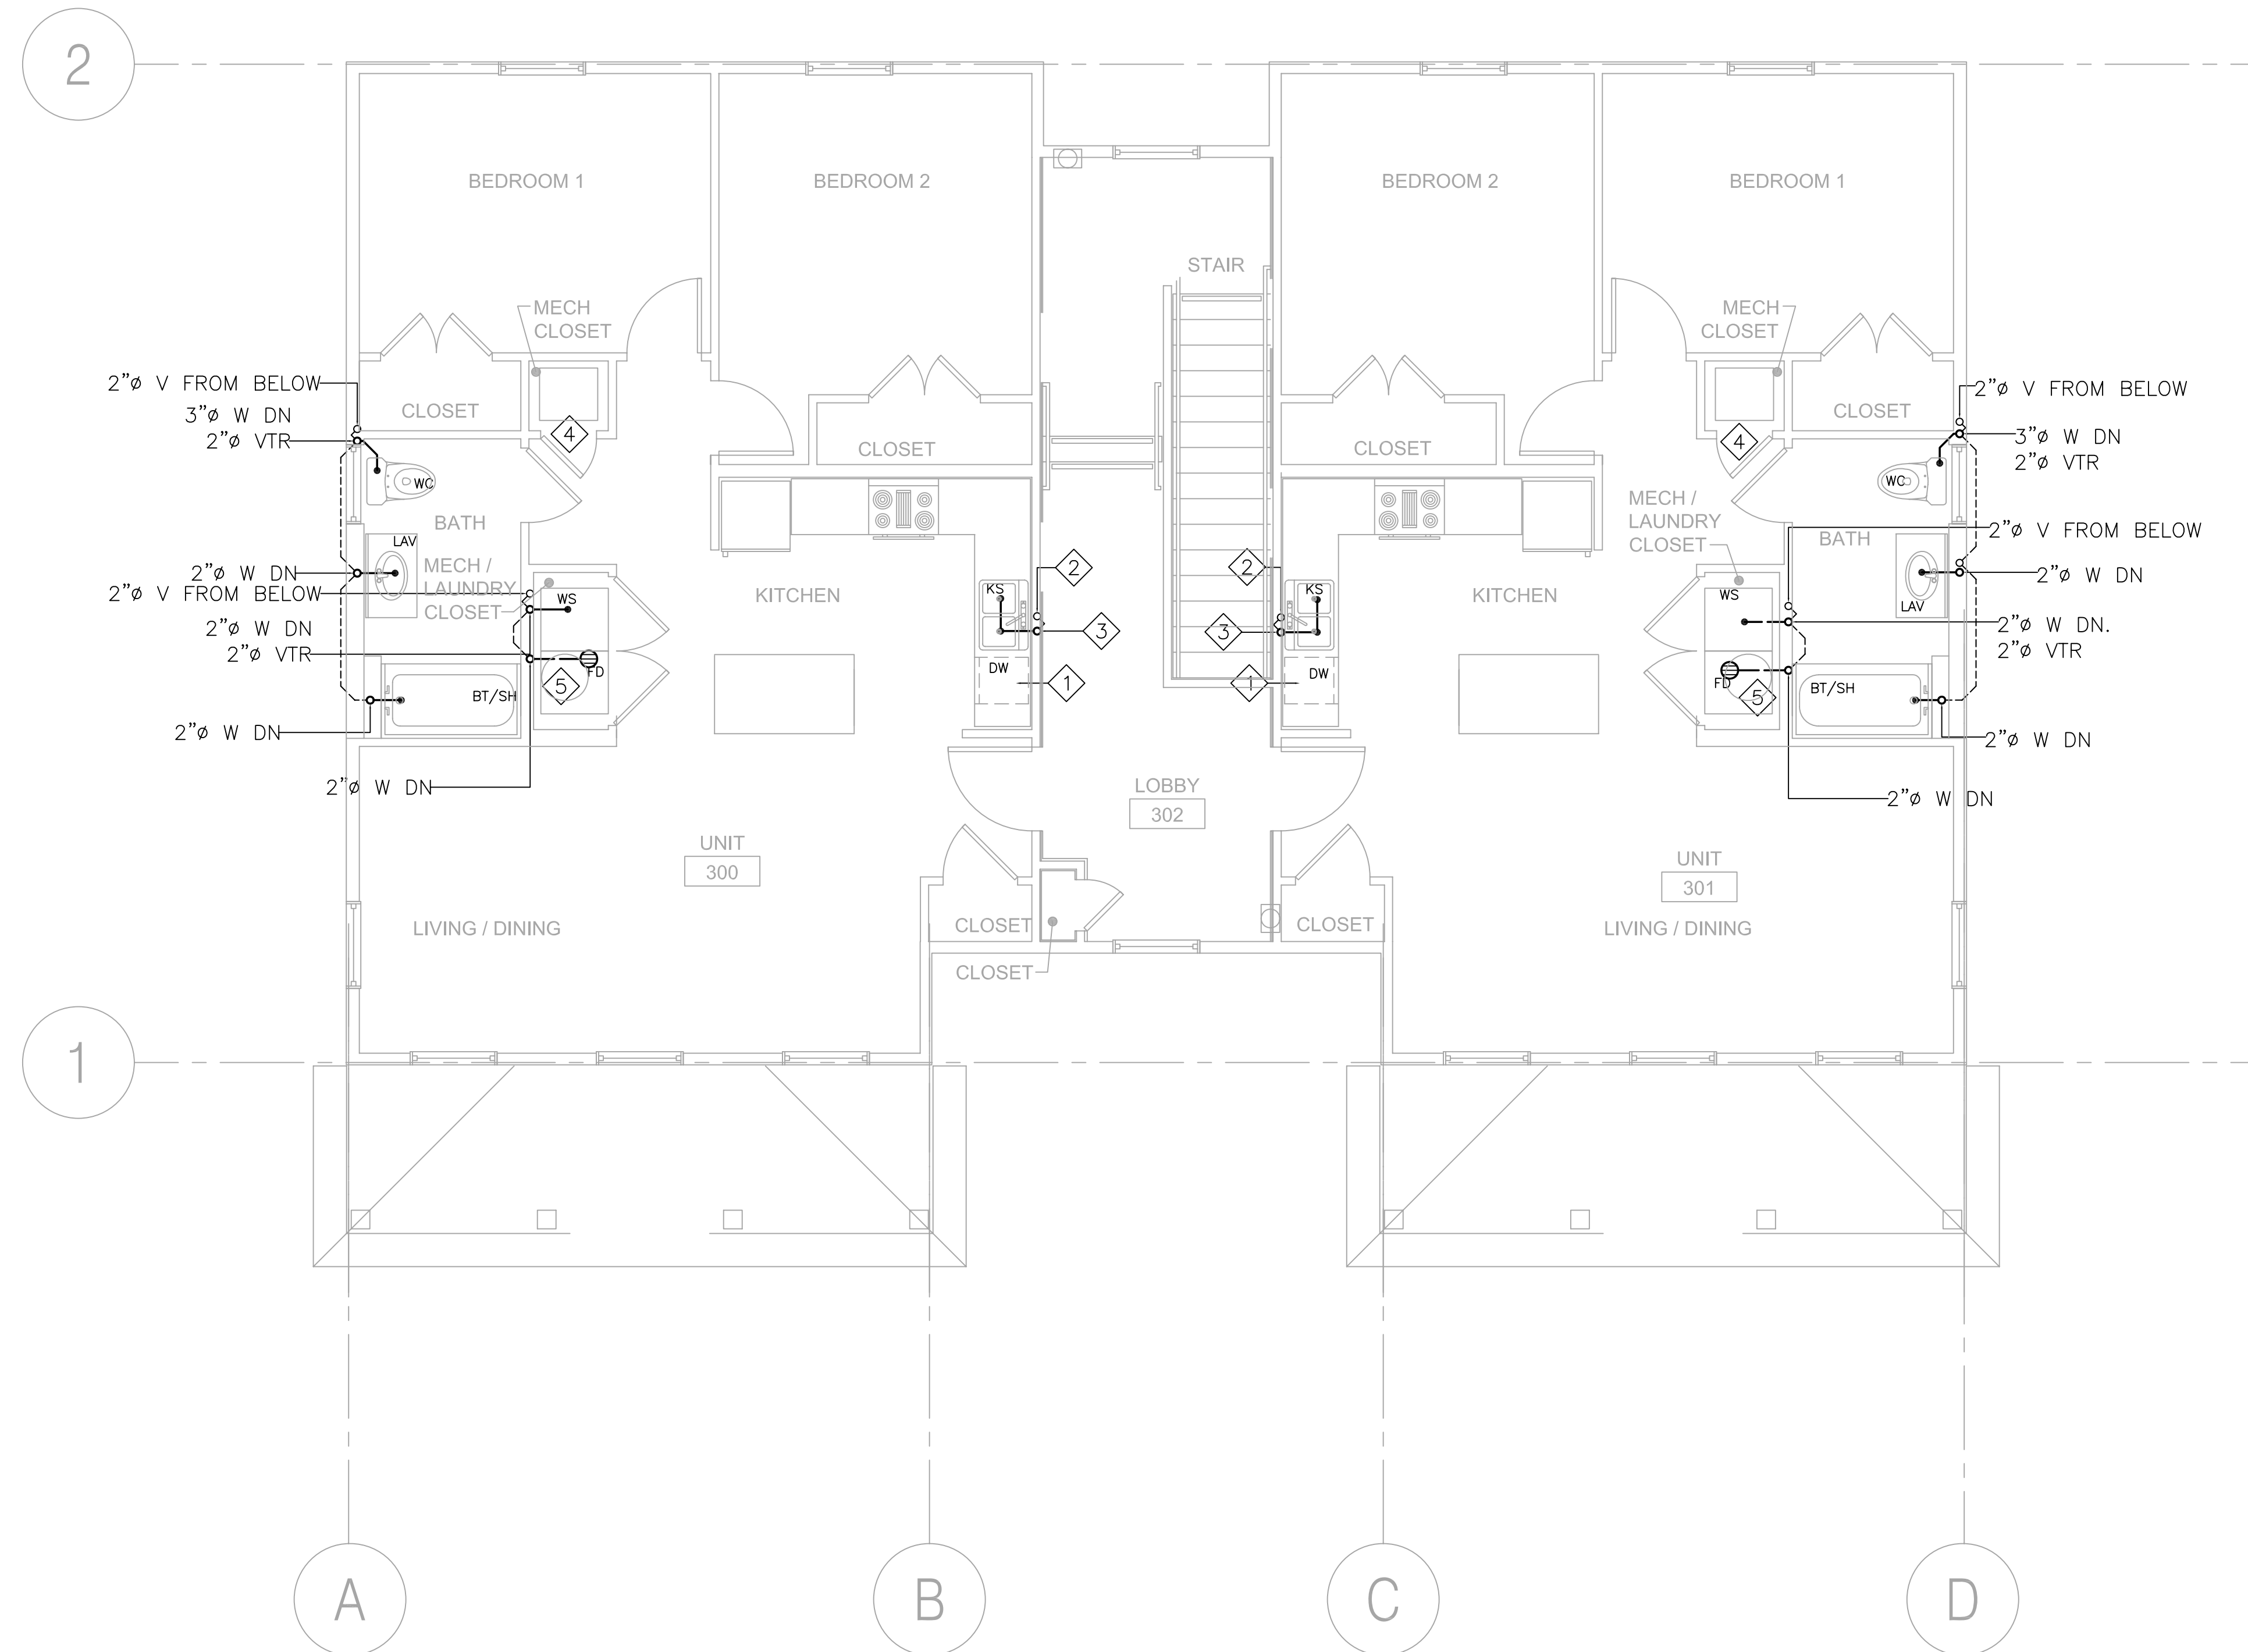 2
BEDROOM 1
BEDROOM 2
BEDROOM 2
BEDROOM 1
STAIR
MECH
CLOSET
MECH
CLOSET
2"ø V FROM BELOW
3"ø W DN
2"ø VTR
CLOSET
4
CLOSET
CLOSET
4
CLOSET
2"ø V FROM BELOW
3"ø W DN
2"ø VTR
WC
BATH
LAV
MECH /
LAUNDRY
CLOSET
WS
2"ø W DN
2"ø V FROM BELOW
2"ø W DN
2"ø VTR
FD
5
BT/SH
2"ø W DN
2"ø W DN
KITCHEN
KS
DW
2
3
1
2
3
1
KS
DW
KITCHEN
MECH /
LAUNDRY
CLOSET
WS
FD
5
WC
BATH
LAV
BT/SH
2"ø V FROM BELOW
2"ø W DN
2"ø W DN.
2"ø VTR
2"ø W DN
2"ø W DN
LOBBY
302
UNIT
300
UNIT
301
LIVING / DINING
CLOSET
CLOSET
CLOSET
LIVING / DINING
1
A
B
C
D